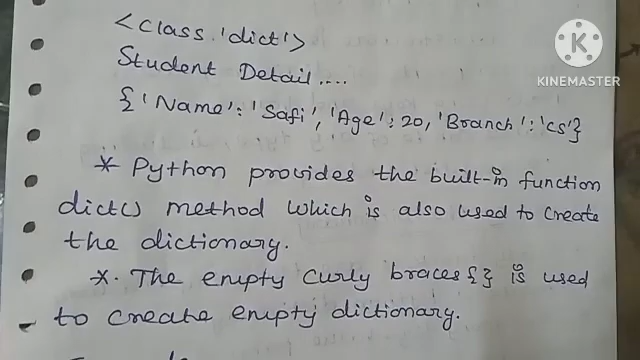 <class 'dict'>
Student Detail....
{'Name': 'Safi', 'Age': 20, 'Branch': 'CS'}
* Python provides the built-in function
dict() method which is also used to create
the dictionary.
*. The empty curly braces {} is used
to create empty dictionary.
K
KINEMASTER